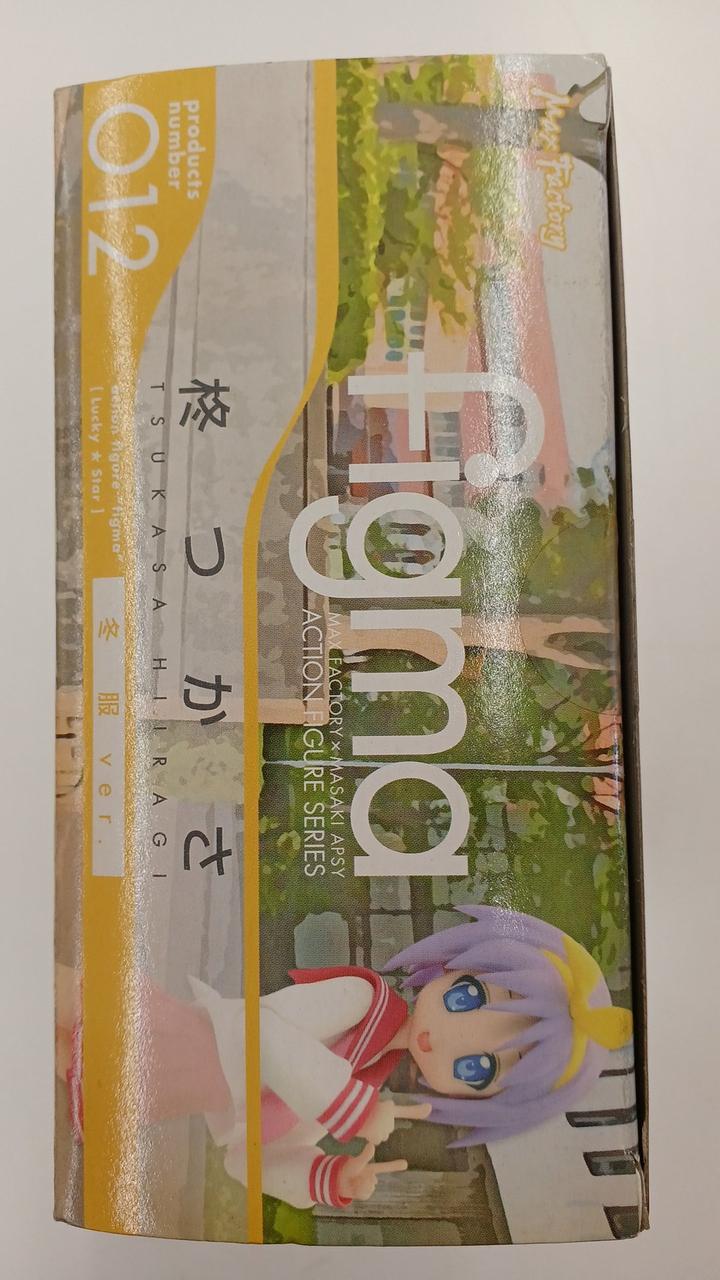 Max Factory
figma
MAX FACTORY×MASAKI APSY
ACTION FIGURE SERIES
products
number
012
柊つかさ
TSUKASA HIIRAGI
action figure "figma"
[ Lucky ★ Star ]
冬服 ver.